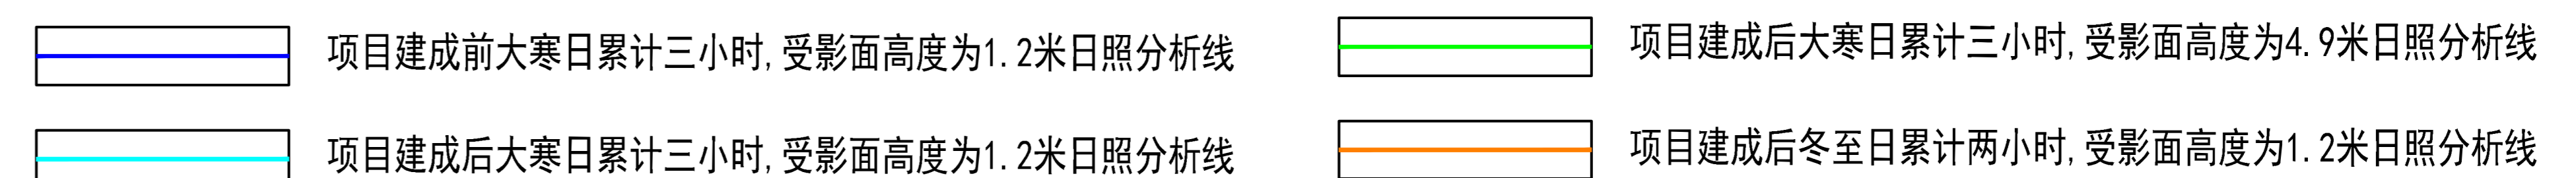 项目建成前大寒日累计三小时,受影面高度为1.2米日照分析线
项目建成后大寒日累计三小时,受影面高度为4.9米日照分析线
项目建成后大寒日累计三小时,受影面高度为1.2米日照分析线
项目建成后冬至日累计两小时,受影面高度为1.2米日照分析线